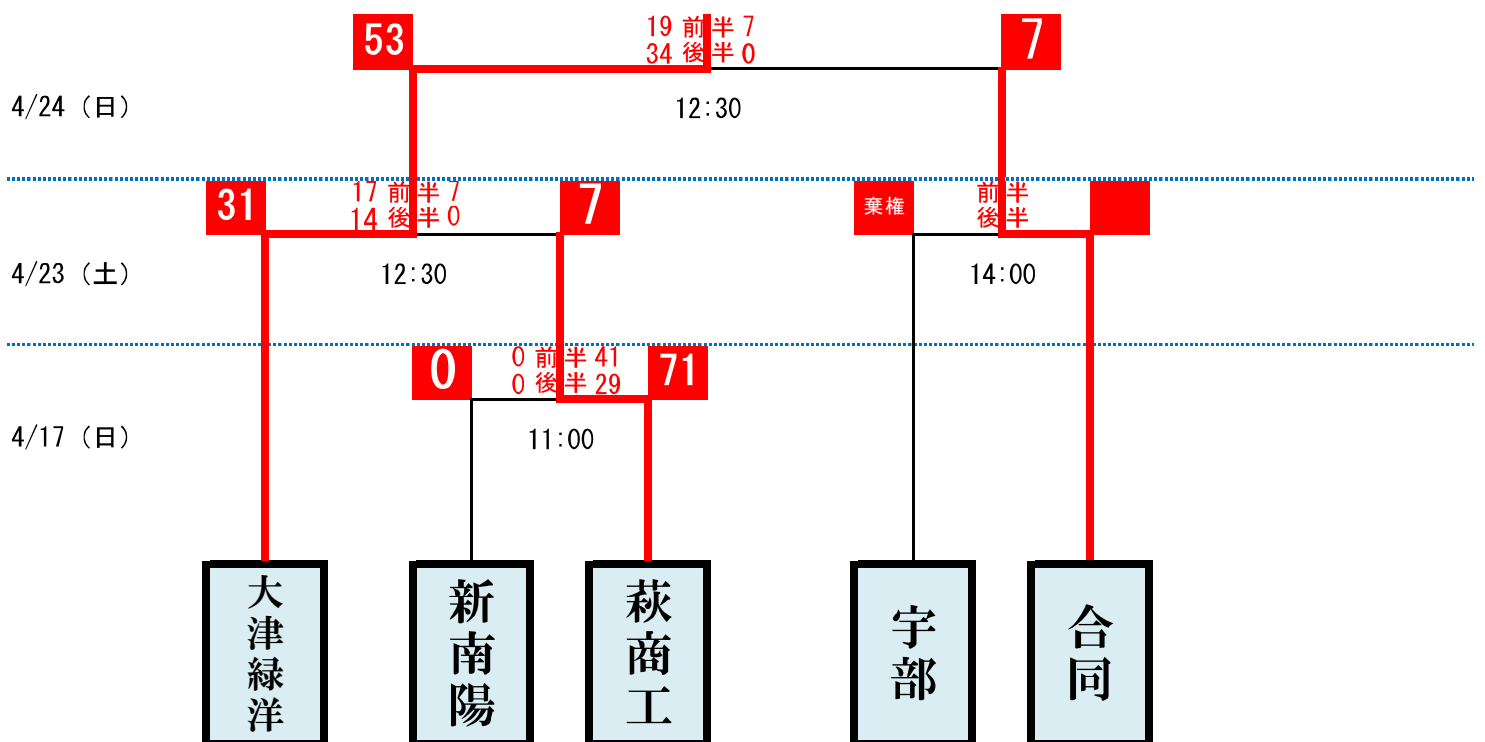 53
19 前半 7
7
34 後半 0
4/24（日）
12:30
31
17 前半 7
7
棄権
前半
14 後半 0
後半
4/23（土）
12:30
14:00
0
0 前半 41
71
0 後半 29
4/17（日）
11:00
大津緑洋
新南陽
萩商工
宇部
合同